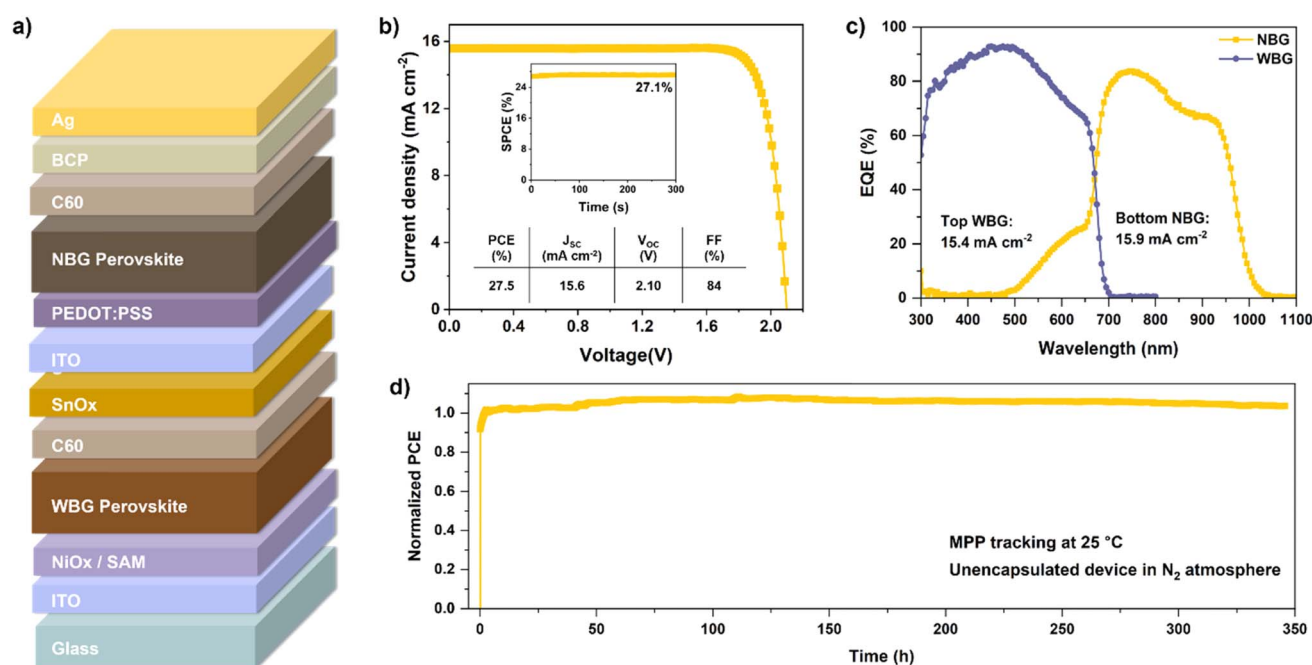 a)
Ag
BCP
C60
NBG Perovskite
PEDOT:PSS
ITO
SnOx
C60
WBG Perovskite
NiOx / SAM
ITO
Glass
b)
Current density (mA cm⁻²)
16
12
8
4
0
0.0 0.4 0.8 1.2 1.6 2.0
Voltage(V)
SPCE (%)
28
24
20
16
12
8
4
0
0 100 200 300
Time (s)
27.1%
PCE (%) JSC (mA cm⁻²) VOC (V) FF (%)
27.5 15.6 2.10 84
c)
NBG
WBG
EQE (%)
100
80
60
40
20
0
300 400 500 600 700 800 900 1000 1100
Wavelength (nm)
Top WBG:
15.4 mA cm⁻²
Bottom NBG:
15.9 mA cm⁻²
d)
Normalized PCE
1.0
0.8
0.6
0.4
0.2
0.0
0 50 100 150 200 250 300 350
Time (h)
MPP tracking at 25 °C
Unencapsulated device in N₂ atmosphere